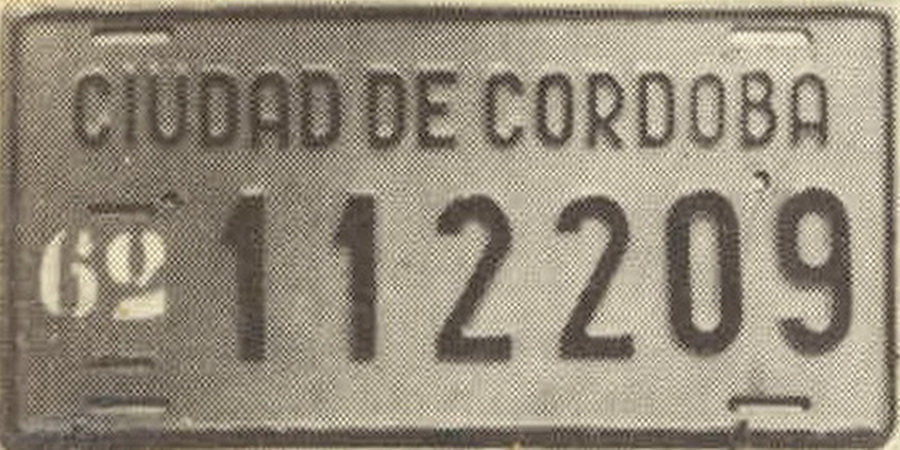 CIUDAD DE CORDOBA
62 112209